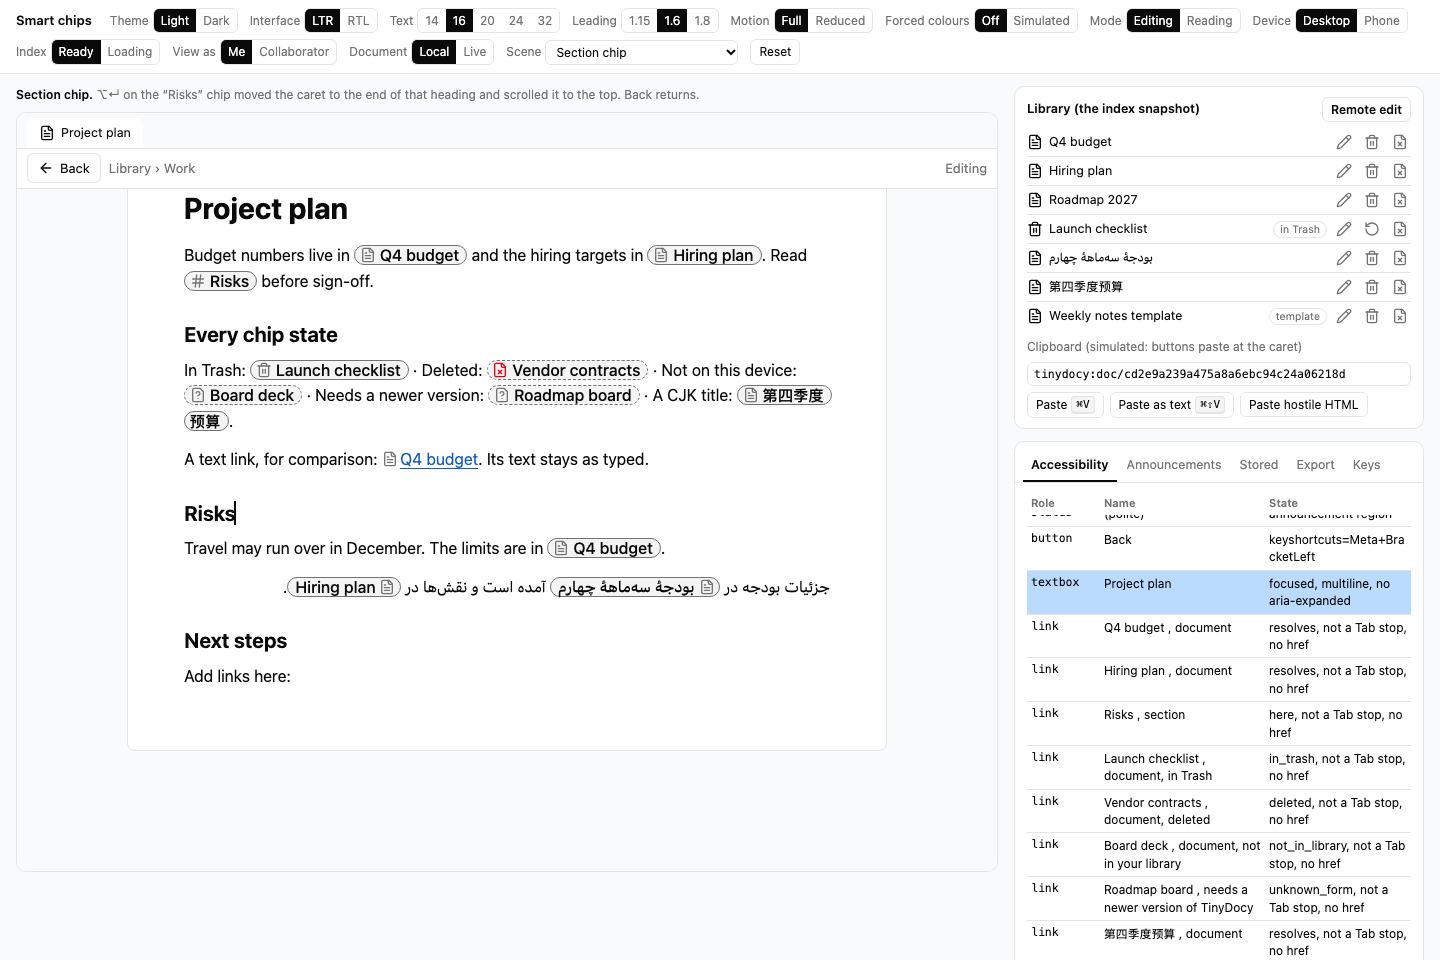 Smart chips Theme Light Dark Interface LTR RTL Text 14 16 20 24 32 Leading 1.15 1.6 1.8 Motion Full Reduced Forced colours Off Simulated Mode Editing Reading Device Desktop Phone
Index Ready Loading View as Me Collaborator Document Local Live Scene Section chip Reset
Section chip. ⌥↵ on the “Risks” chip moved the caret to the end of that heading and scrolled it to the top. Back returns.
Project plan
← Back Library › Work Editing
Project plan
Budget numbers live in Q4 budget and the hiring targets in Hiring plan. Read
# Risks before sign-off.
Every chip state
In Trash: Launch checklist · Deleted: Vendor contracts · Not on this device:
Board deck · Needs a newer version: Roadmap board · A CJK title: 第四季度
预算.
A text link, for comparison: Q4 budget. Its text stays as typed.
Risks
Travel may run over in December. The limits are in Q4 budget.
جزئیات بودجه در بودجهٔ سه‌ماههٔ چهارم آمده است و نقش‌ها در Hiring plan.
Next steps
Add links here:
Library (the index snapshot) Remote edit
Q4 budget
Hiring plan
Roadmap 2027
Launch checklist in Trash
بودجهٔ سه‌ماههٔ چهارم
第四季度预算
Weekly notes template template
Clipboard (simulated: buttons paste at the caret)
tinydocy:doc/cd2e9a239a475a8a6ebc94c24a06218d
Paste ⌘V Paste as text ⌘⇧V Paste hostile HTML
Accessibility Announcements Stored Export Keys
Role Name State
status (polite) announcement region
button Back keyshortcuts=Meta+Bra
cketLeft
textbox Project plan focused, multiline, no
aria-expanded
link Q4 budget , document resolves, not a Tab stop,
no href
link Hiring plan , document resolves, not a Tab stop,
no href
link Risks , section here, not a Tab stop, no
href
link Launch checklist , in_trash, not a Tab stop,
document, in Trash no href
link Vendor contracts , deleted, not a Tab stop,
document, deleted no href
link Board deck , document, not not_in_library, not a Tab
in your library stop, no href
link Roadmap board , needs a unknown_form, not a
newer version of TinyDocy Tab stop, no href
link 第四季度预算 , document resolves, not a Tab stop,
no href